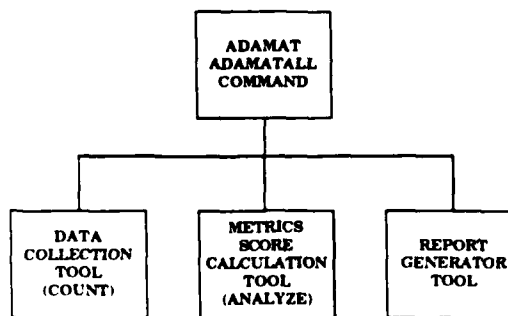 ADAMAT
ADAMATALL
COMMAND
DATA
COLLECTION
TOOL
(COUNT)
METRICS
SCORE
CALCULATION
TOOL
(ANALYZE)
REPORT
GENERATOR
TOOL